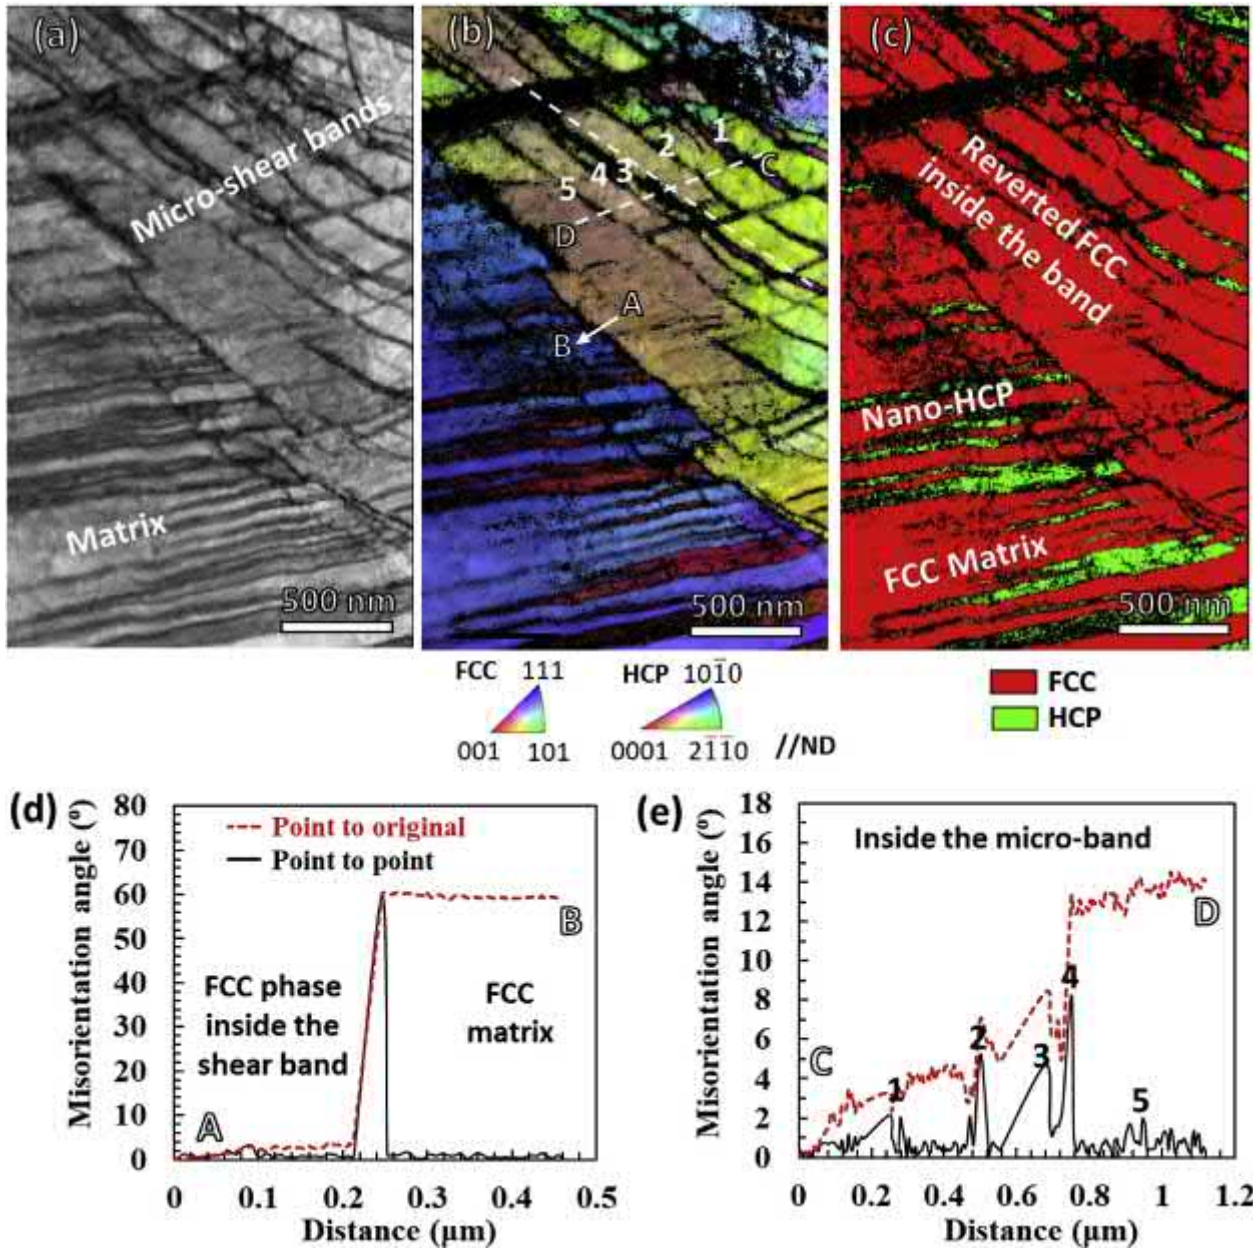 (a)
Micro-shear bands
Matrix
500 nm
(b)
1
2
3
4
5
C
D
A
B
500 nm
(c)
Reverted FCC
inside the band
Nano-HCP
FCC Matrix
500 nm
FCC 111
001 101
HCP 101̄0
0001 21̄1̄0
//ND
FCC
HCP
(d)
Misorientation angle (º)
80
70
60
50
40
30
20
10
0
Point to original
Point to point
FCC phase
inside the
shear band
FCC
matrix
A
B
0 0.1 0.2 0.3 0.4 0.5
Distance (μm)
(e)
Misorientation angle (º)
18
16
14
12
10
8
6
4
2
0
Inside the micro-band
C
D
1
2
3
4
5
0 0.2 0.4 0.6 0.8 1 1.2
Distance (μm)